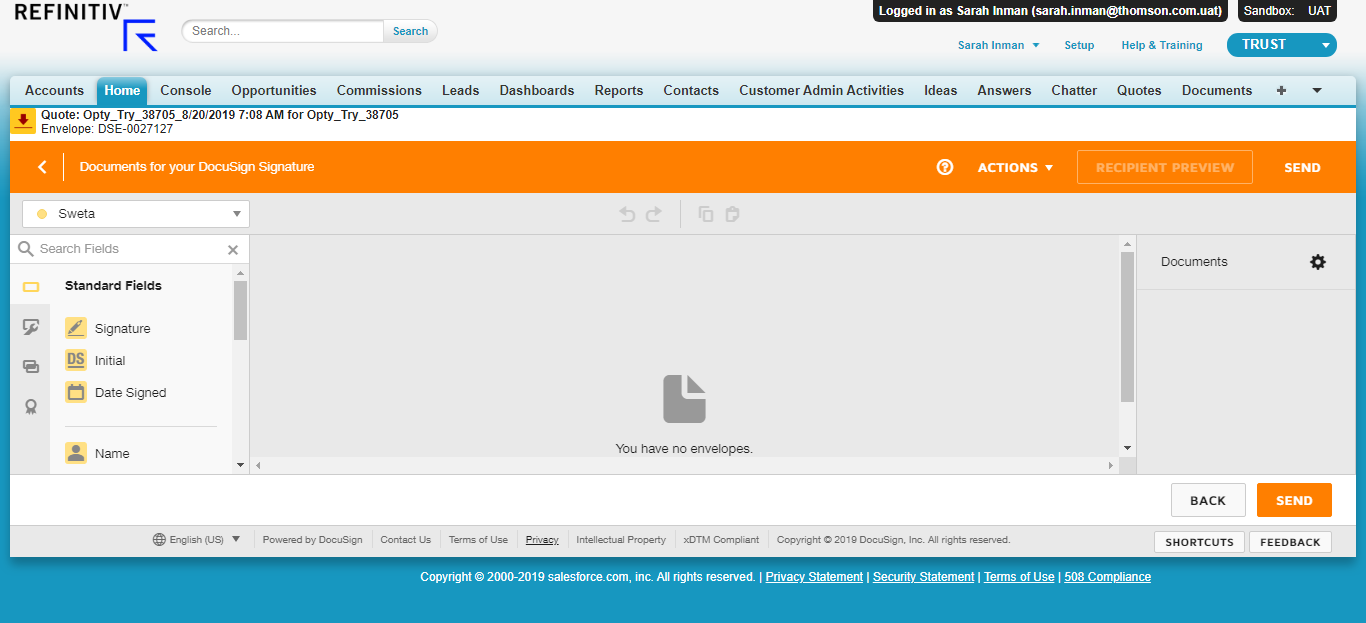 REFINITIV
Search...
Search
Logged in as Sarah Inman (sarah.inman@thomson.com.uat)
Sandbox: UAT
Sarah Inman
Setup
Help & Training
TRUST
Accounts Home Console Opportunities Commissions Leads Dashboards Reports Contacts Customer Admin Activities Ideas Answers Chatter Quotes Documents +
Quote: Opty_Try_38705_8/20/2019 7:08 AM for Opty_Try_38705
Envelope: DSE-0027127
Documents for your DocuSign Signature
?
ACTIONS
RECIPIENT PREVIEW
SEND
Sweta
Search Fields
Documents
Standard Fields
Signature
DS Initial
Date Signed
Name
You have no envelopes.
BACK
SEND
English (US)
Powered by DocuSign
Contact Us
Terms of Use
Privacy
Intellectual Property
xDTM Compliant
Copyright © 2019 DocuSign, Inc. All rights reserved.
SHORTCUTS
FEEDBACK
Copyright © 2000-2019 salesforce.com, inc. All rights reserved. | Privacy Statement | Security Statement | Terms of Use | 508 Compliance